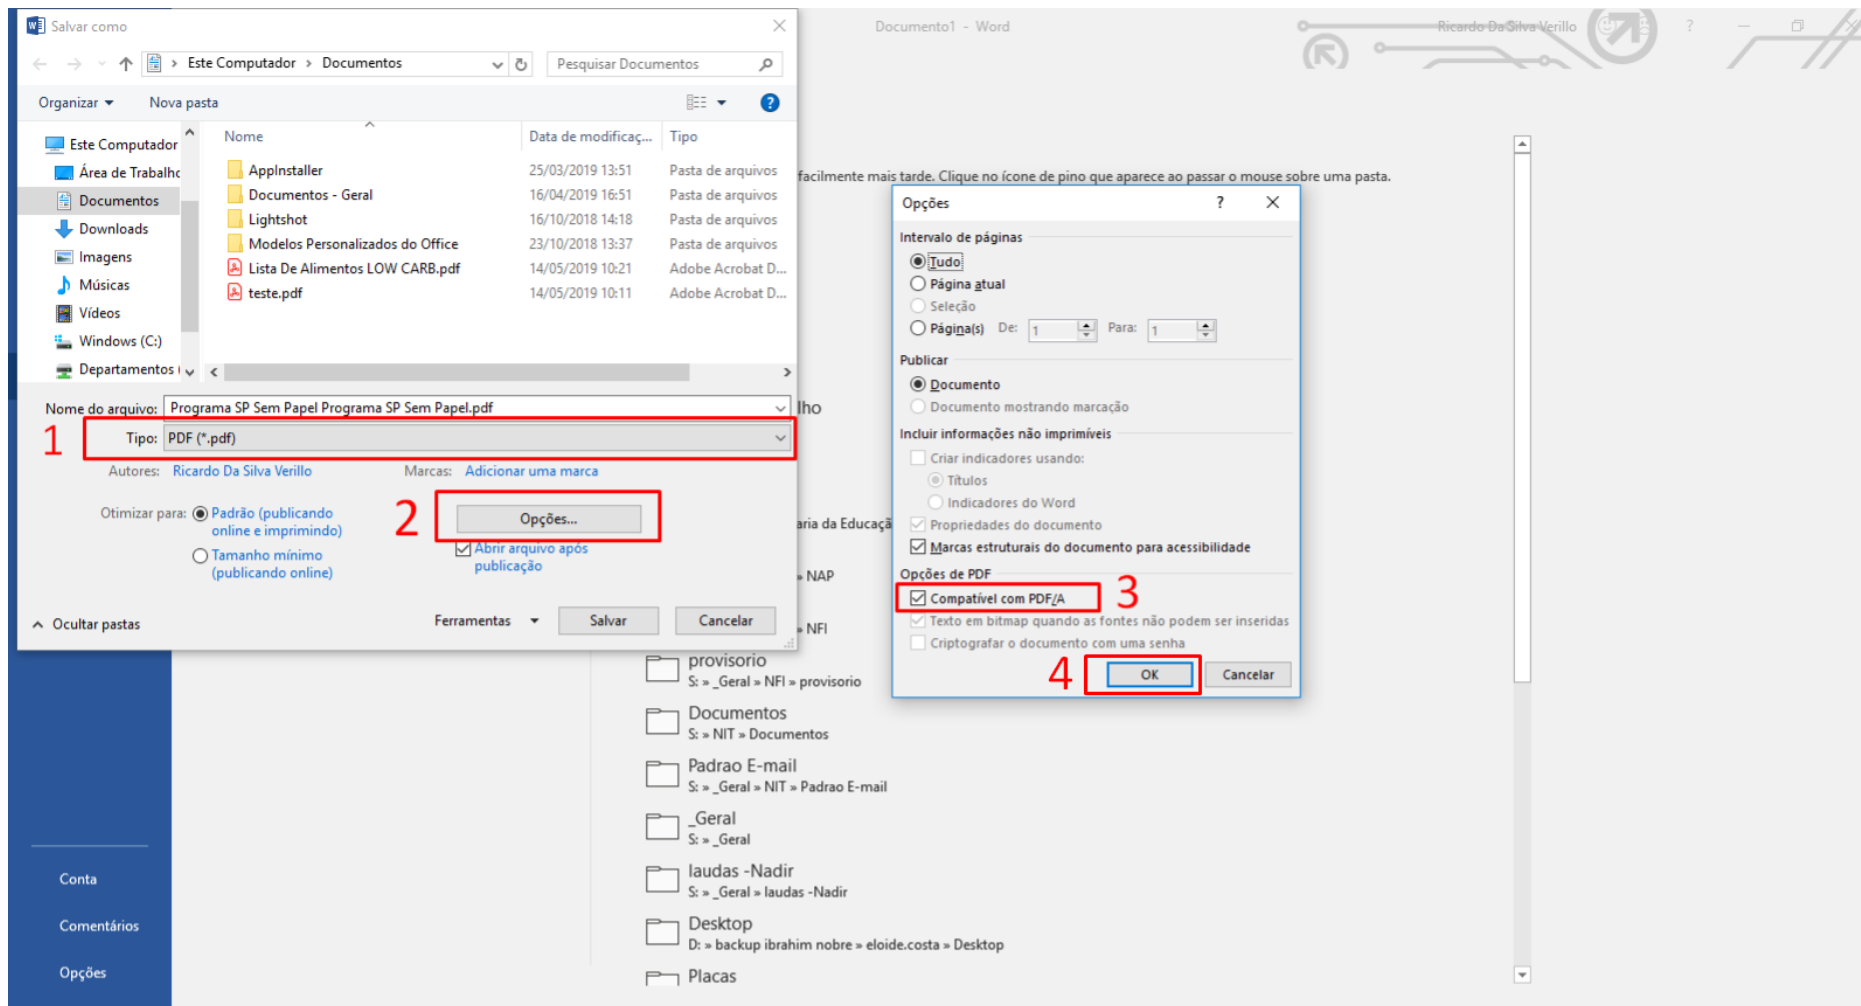 Salvar como
Documento1 - Word
Ricardo Da Silva Verillo
?
Este Computador > Documentos
Pesquisar Documentos
Organizar
Nova pasta
?
Este Computador
Área de Trabalho
Documentos
Downloads
Imagens
Músicas
Vídeos
Windows (C:)
Departamentos (
Nome
Data de modificaç...
Tipo
AppInstaller
25/03/2019 13:51
Pasta de arquivos
Documentos - Geral
16/04/2019 16:51
Pasta de arquivos
Lightshot
16/10/2018 14:18
Pasta de arquivos
Modelos Personalizados do Office
23/10/2018 13:37
Pasta de arquivos
Lista De Alimentos LOW CARB.pdf
14/05/2019 10:21
Adobe Acrobat D...
teste.pdf
14/05/2019 10:11
Adobe Acrobat D...
Nome do arquivo: Programa SP Sem Papel Programa SP Sem Papel.pdf
1
Tipo: PDF (*.pdf)
Autores: Ricardo Da Silva Verillo
Marcas: Adicionar uma marca
Otimizar para:
Padrão (publicando
online e imprimindo)
Tamanho mínimo
(publicando online)
2
Opções...
Abrir arquivo após
publicação
Ocultar pastas
Ferramentas
Salvar
Cancelar
facilmente mais tarde. Clique no ícone de pino que aparece ao passar o mouse sobre uma pasta.
lho
aria da Educaçã
» NAP
» NFI
provisorio
S: » _Geral » NFI » provisorio
Documentos
S: » NIT » Documentos
Padrao E-mail
S: » _Geral » NIT » Padrao E-mail
_Geral
S: » _Geral
laudas -Nadir
S: » _Geral » laudas -Nadir
Desktop
D: » backup ibrahim nobre » eloide.costa » Desktop
Placas
Opções
?
Intervalo de páginas
Tudo
Página atual
Seleção
Página(s) De: 1 Para: 1
Publicar
Documento
Documento mostrando marcação
Incluir informações não imprimíveis
Criar indicadores usando:
Títulos
Indicadores do Word
Propriedades do documento
Marcas estruturais do documento para acessibilidade
Opções de PDF
Compatível com PDF/A
3
Texto em bitmap quando as fontes não podem ser inseridas
Criptografar o documento com uma senha
4
OK
Cancelar
Conta
Comentários
Opções